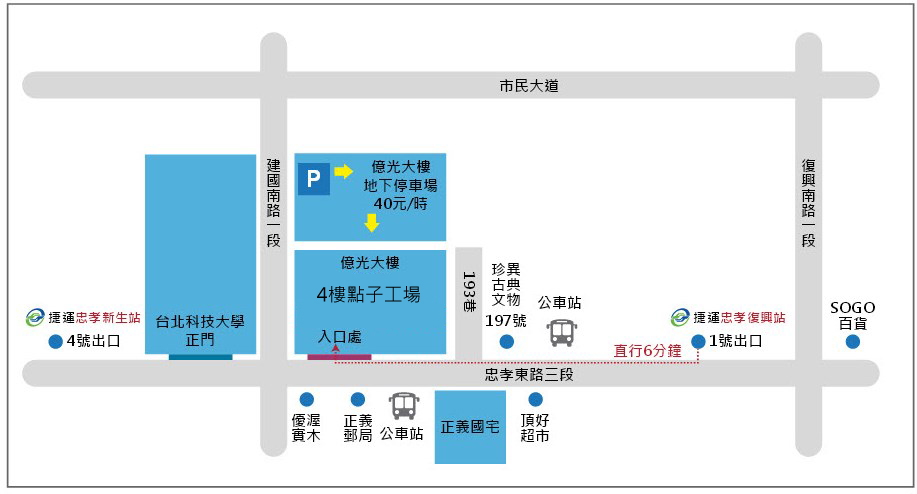 市民大道
建國南路一段
復興南路一段
P
億光大樓
地下停車場
40元/時
億光大樓
4樓點子工場
入口處
193巷
珍異
古典
文物
197號
公車站
捷運忠孝新生站
4號出口
台北科技大學
正門
捷運忠孝復興站
1號出口
SOGO
百貨
直行6分鐘
忠孝東路三段
優渥
實木
正義
郵局
公車站
正義國宅
頂好
超市